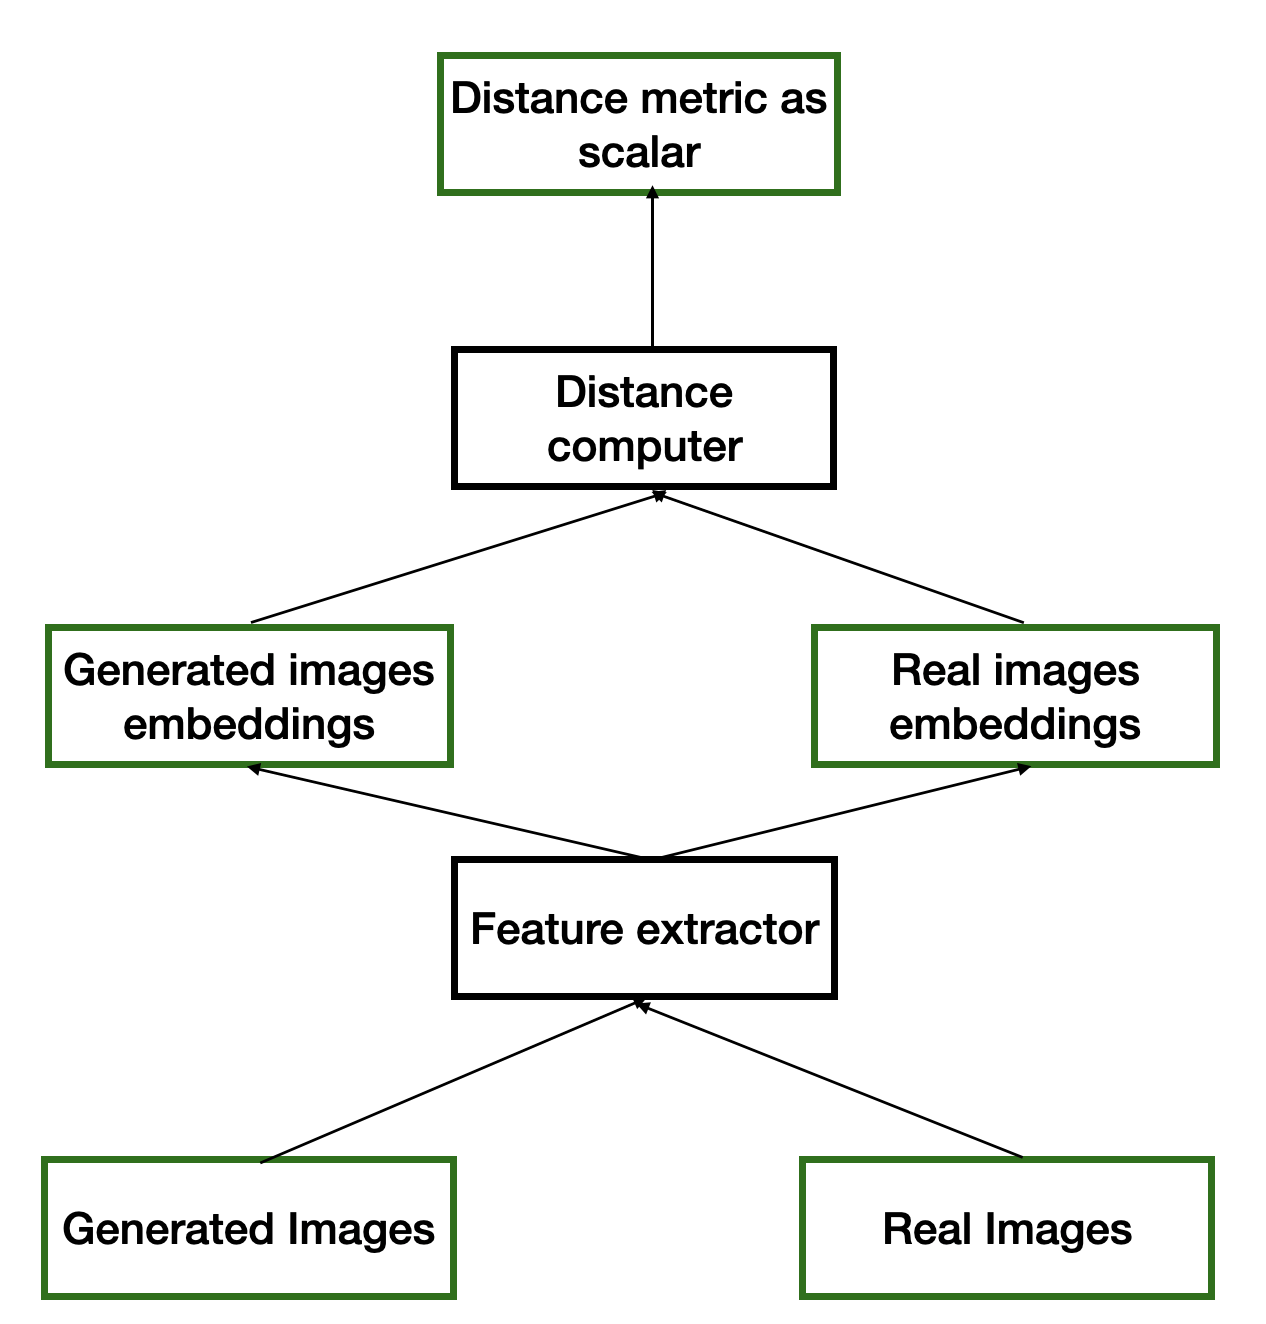 Distance metric as
scalar
Distance
computer
Generated images
embeddings
Real images
embeddings
Feature extractor
Generated Images
Real Images